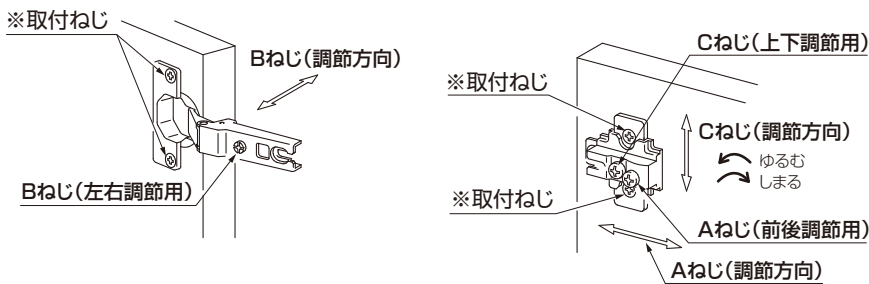 ※取付ねじ
Bねじ(調節方向)
Bねじ(左右調節用)
Cねじ(上下調節用)
※取付ねじ
Cねじ(調節方向)
ゆるむ
しまる
※取付ねじ
Aねじ(前後調節用)
Aねじ(調節方向)